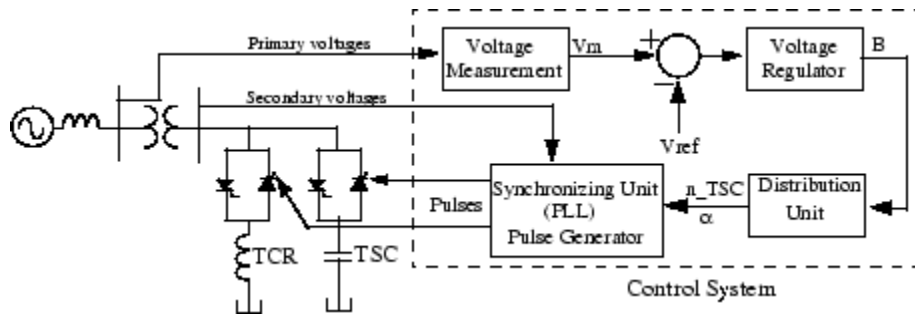 Primary voltages
Voltage
Measurement
Vm
+
−
Voltage
Regulator
B
Secondary voltages
Vref
Pulses
Synchronizing Unit
(PLL)
Pulse Generator
n_TSC
α
Distribution
Unit
TCR
TSC
Control System